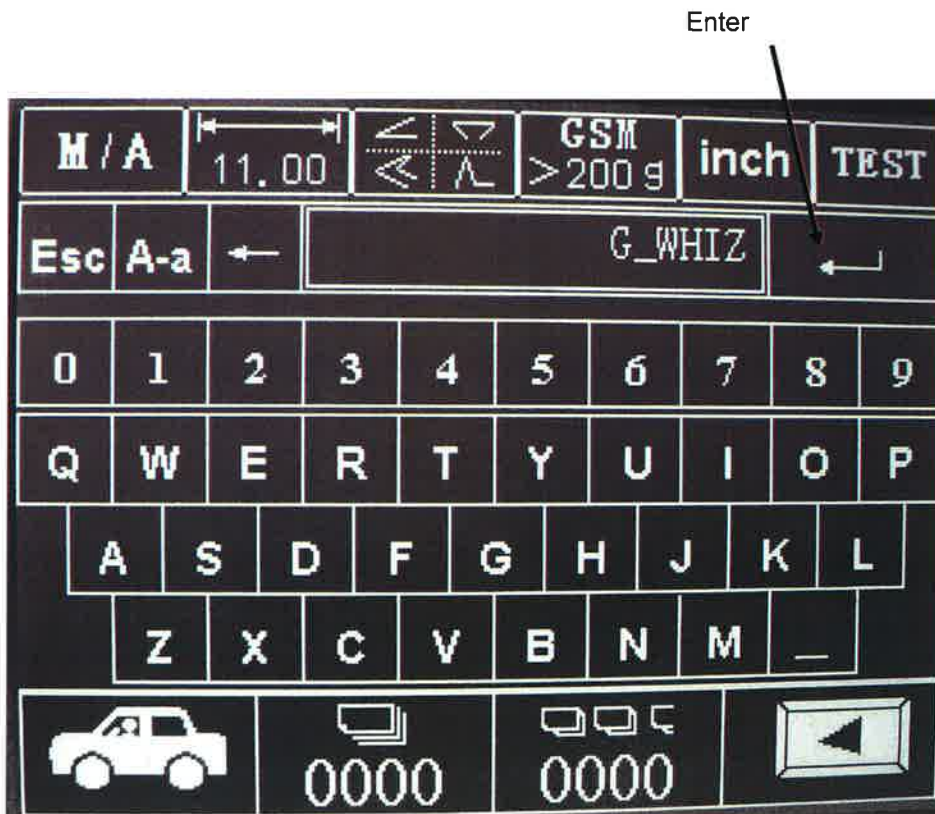 Enter
M/A 11.00 GSM inch TEST
>200 g
Esc A-a G_WHIZ
0 1 2 3 4 5 6 7 8 9
Q W E R T Y U I O P
A S D F G H J K L
Z X C V B N M _
0000 0000